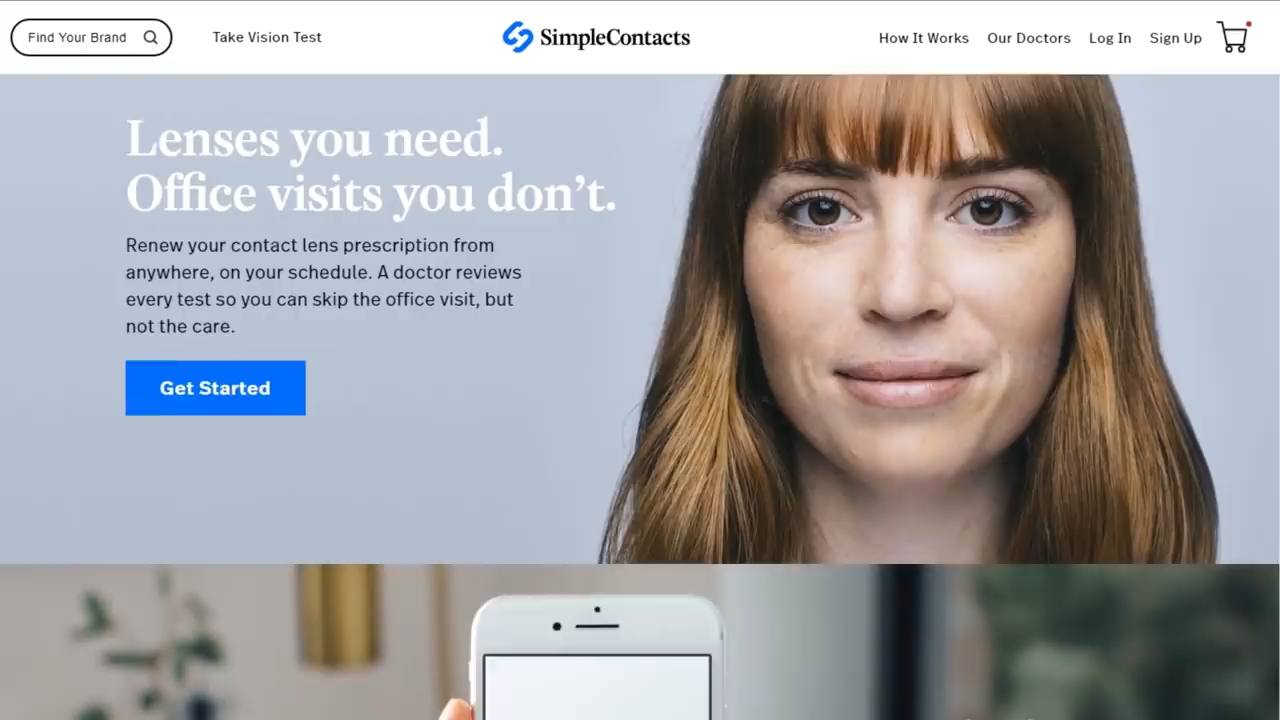 Find Your Brand
Take Vision Test
SimpleContacts
How It Works
Our Doctors
Log In
Sign Up
Lenses you need.
Office visits you don’t.
Renew your contact lens prescription from
anywhere, on your schedule. A doctor reviews
every test so you can skip the office visit, but
not the care.
Get Started